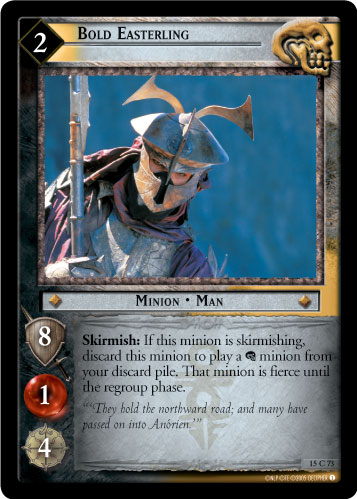 2
Bold Easterling
Minion • Man
8
1
4
Skirmish: If this minion is skirmishing,
discard this minion to play a minion from
your discard pile. That minion is fierce until
the regroup phase.
“‘They hold the northward road; and many have
passed on into Anórien.’”
15 C 73